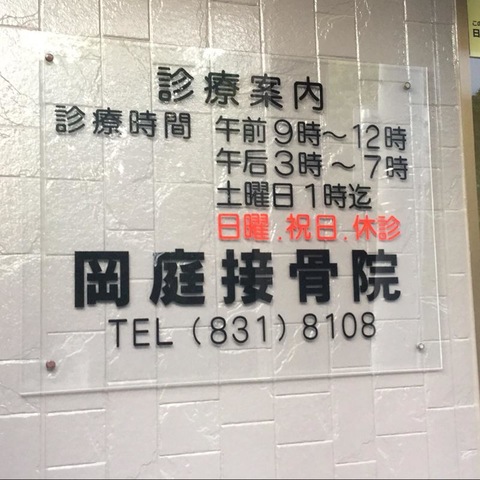 診療案内
診療時間 午前9時～12時
午后3時～7時
土曜日1時迄
日曜.祝日.休診
岡庭接骨院
TEL(831)8108